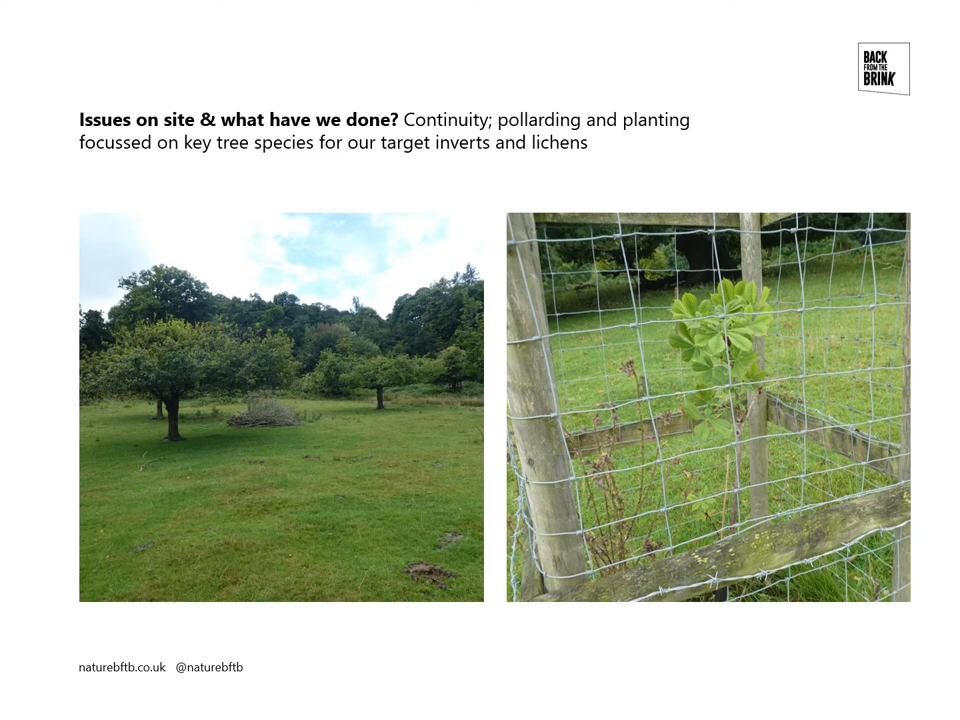 BACK
FROM THE
BRINK
Issues on site & what have we done? Continuity; pollarding and planting
focussed on key tree species for our target inverts and lichens
naturebftb.co.uk @naturebftb